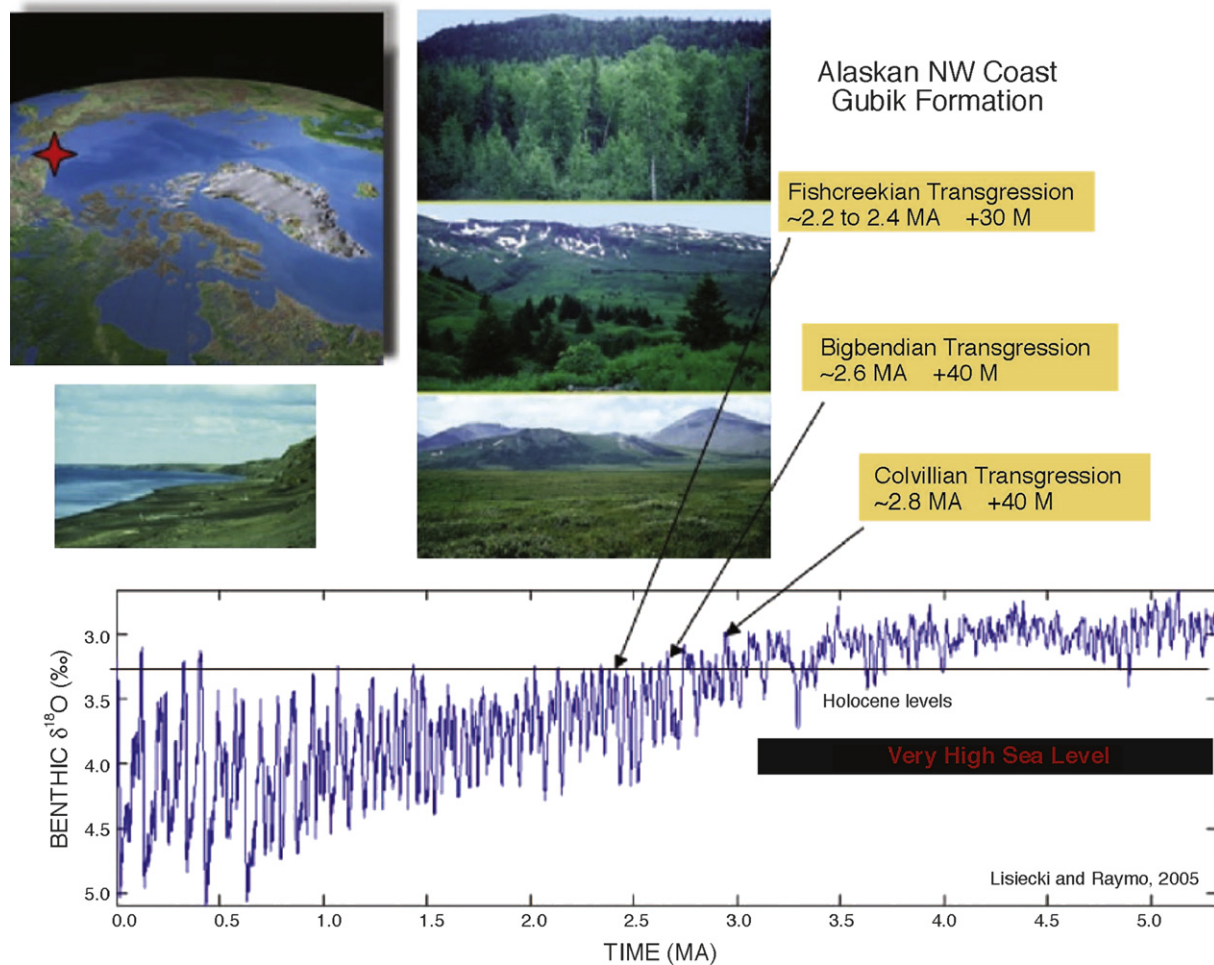 Alaskan NW Coast
Gubik Formation
Fishcreekian Transgression
~2.2 to 2.4 MA +30 M
Bigbendian Transgression
~2.6 MA +40 M
Colvillian Transgression
~2.8 MA +40 M
BENTHIC δ¹⁸O (‰)
3.0
3.5
4.0
4.5
5.0
Holocene levels
Very High Sea Level
Lisiecki and Raymo, 2005
0.0 0.5 1.0 1.5 2.0 2.5 3.0 3.5 4.0 4.5 5.0
TIME (MA)